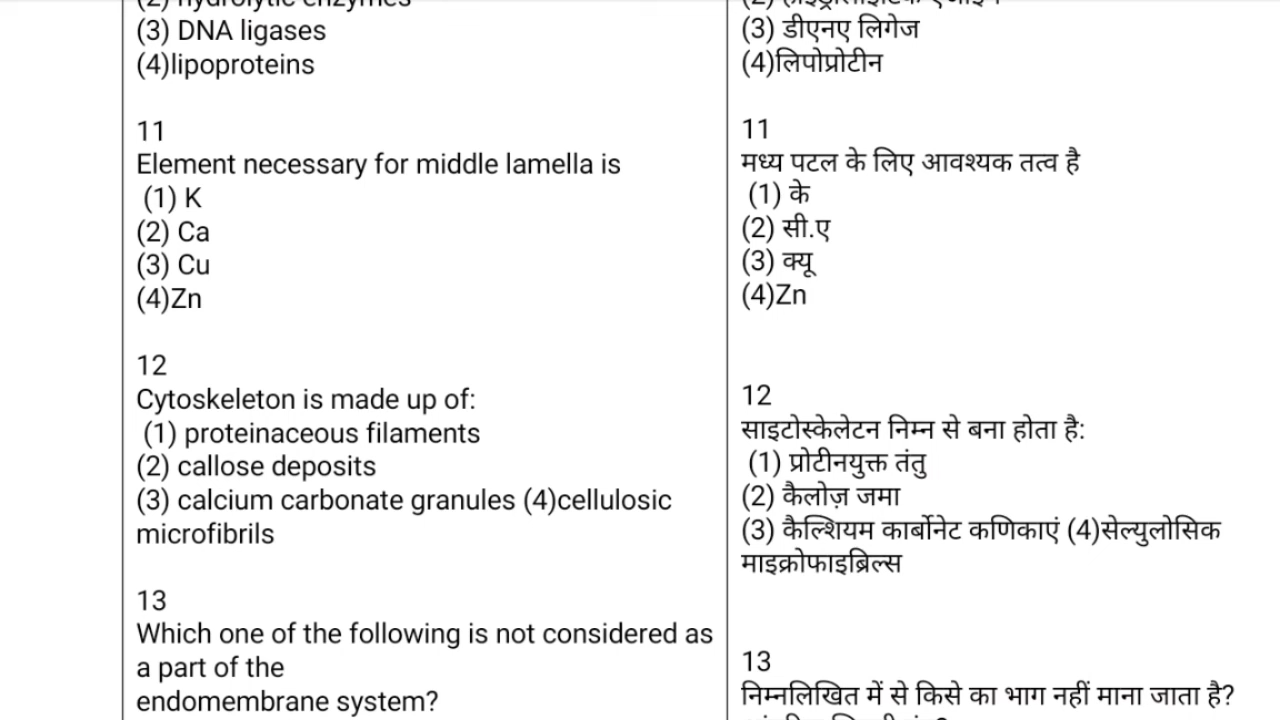 (2) hydrolytic enzymes
(3) DNA ligases
(4)lipoproteins
11
Element necessary for middle lamella is
(1) K
(2) Ca
(3) Cu
(4)Zn
12
Cytoskeleton is made up of:
(1) proteinaceous filaments
(2) callose deposits
(3) calcium carbonate granules (4)cellulosic
microfibrils
13
Which one of the following is not considered as
a part of the
endomembrane system?
(3) डीएनए लिगेज
(4)लिपोप्रोटीन
11
मध्य पटल के लिए आवश्यक तत्व है
(1) के
(2) सी.ए
(3) क्यू
(4)Zn
12
साइटोस्केलेटन निम्न से बना होता है:
(1) प्रोटीनयुक्त तंतु
(2) कैलोज़ जमा
(3) कैल्शियम कार्बोनेट कणिकाएं (4)सेल्युलोसिक
माइक्रोफाइब्रिल्स
13
निम्नलिखित में से किसे का भाग नहीं माना जाता है?